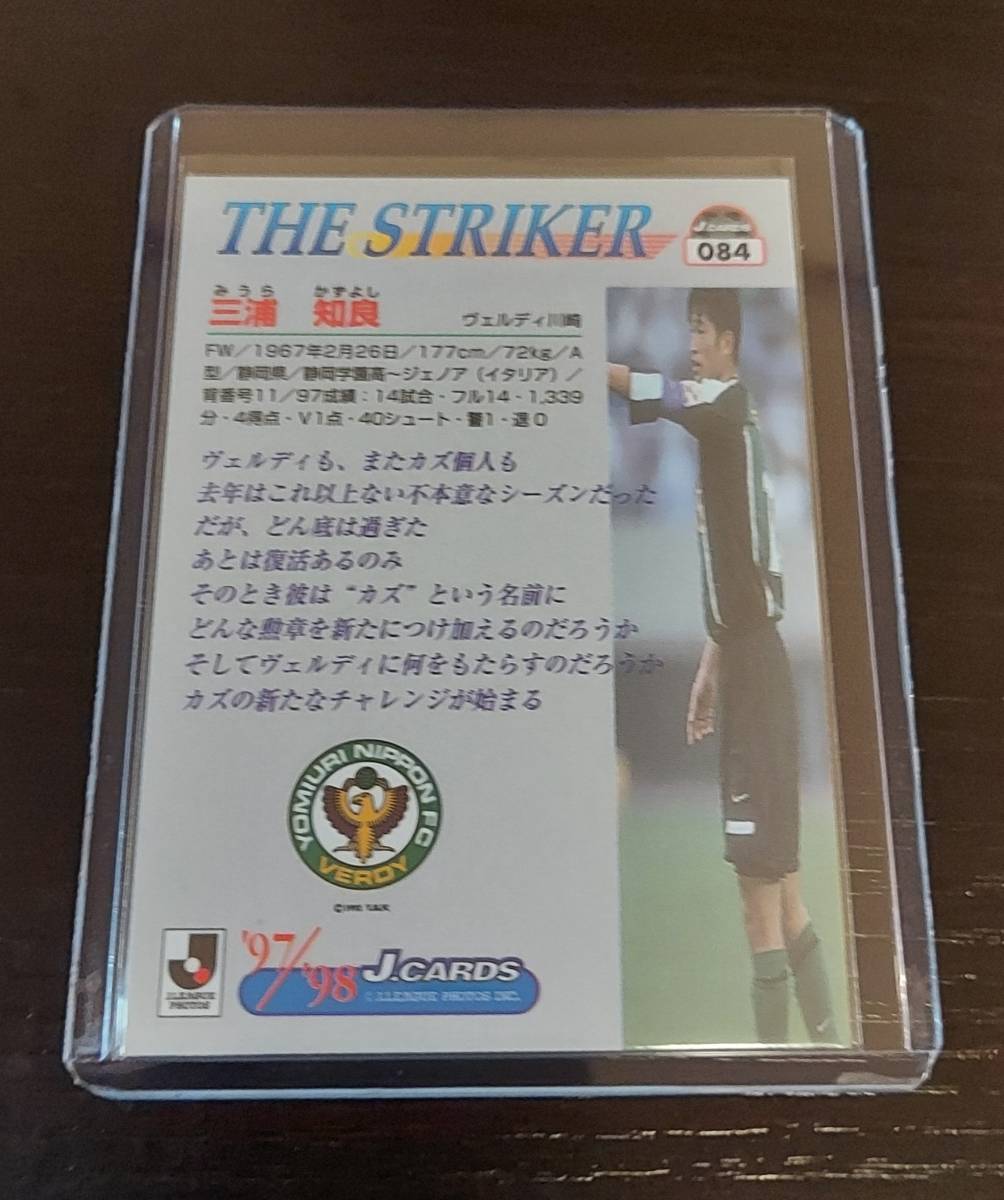 THE STRIKER
J.CARDS
084
みうら かずよし
三浦 知良 ヴェルディ川崎
FW/1967年2月26日/177cm/72kg/A
型/静岡県/静岡学園高~ジェノア(イタリア)/
背番号11/97成績:14試合・フル14・1,339
分・4得点・V1点・40シュート・警1・退0
ヴェルディも、またカズ個人も
去年はこれ以上ない不本意なシーズンだった
だが、どん底は過ぎた
あとは復活あるのみ
そのとき彼は“カズ”という名前に
どんな勲章を新たにつけ加えるのだろうか
そしてヴェルディに何をもたらすのだろうか
カズの新たなチャレンジが始まる
YOMIURI NIPPON FC
VERDY
J.LEAGUE
PHOTOS
'97/'98 J.CARDS
J.LEAGUE PHOTOS INC.